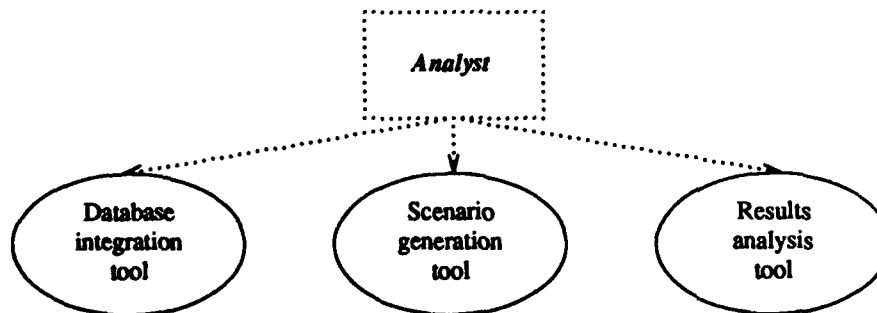 Analyst
Database
integration
tool
Scenario
generation
tool
Results
analysis
tool